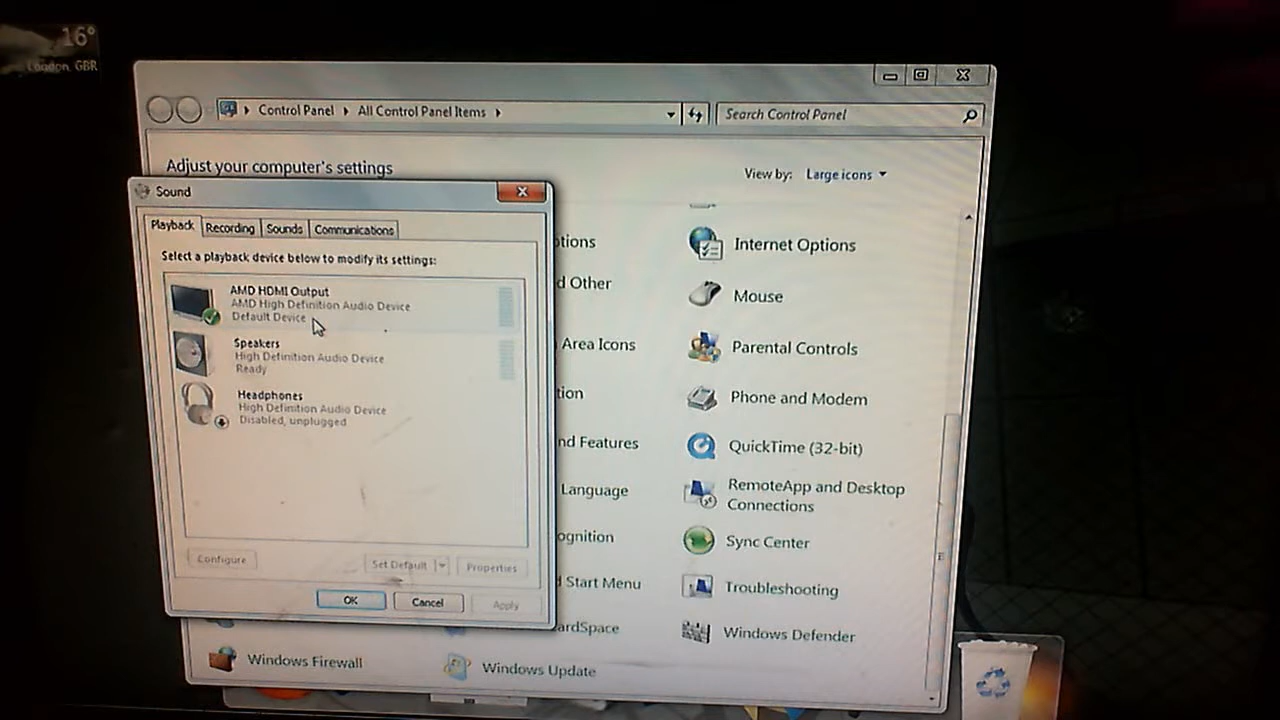 16°
London, GBR
Control Panel
All Control Panel Items
Search Control Panel
Adjust your computer's settings
View by:
Large icons
Sound
Playback
Recording
Sounds
Communications
Select a playback device below to modify its settings:
AMD HDMI Output
AMD High Definition Audio Device
Default Device
Speakers
High Definition Audio Device
Ready
Headphones
High Definition Audio Device
Disabled, unplugged
Configure
Set Default
Properties
OK
Cancel
Apply
ptions
d Other
Area Icons
tion
nd Features
Language
ognition
d Start Menu
ardSpace
Internet Options
Mouse
Parental Controls
Phone and Modem
QuickTime (32-bit)
RemoteApp and Desktop
Connections
Sync Center
Troubleshooting
Windows Defender
Windows Firewall
Windows Update